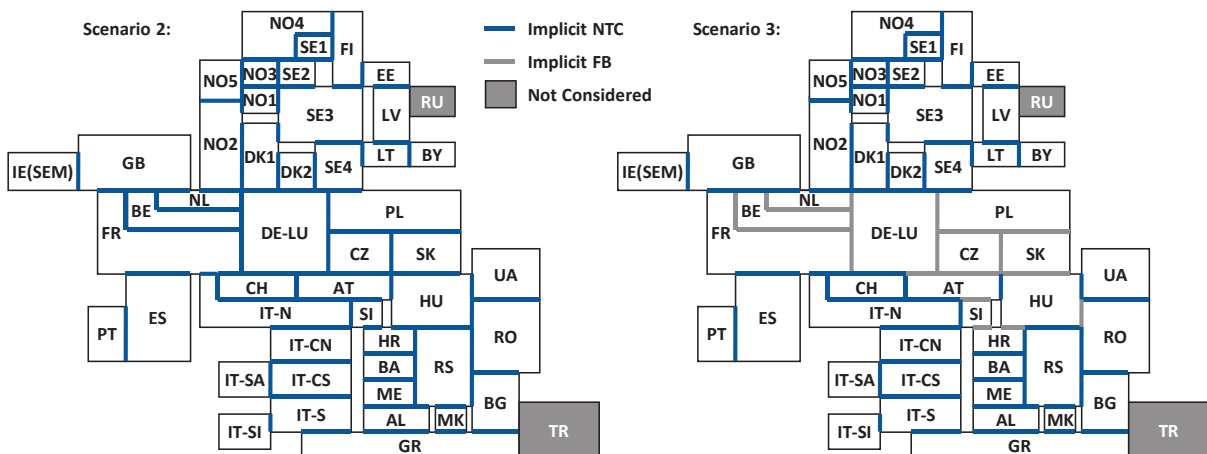 Scenario 2:
NO4
SE1
FI
NO5
NO3
SE2
EE
NO1
RU
SE3
LV
NO2
DK1
GB
IE(SEM)
DK2
SE4
LT
BY
NL
BE
FR
DE-LU
PL
CZ
SK
UA
CH
AT
HU
ES
PT
IT-N
SI
RO
IT-CN
HR
RS
IT-SA
IT-CS
BA
ME
BG
IT-SI
IT-S
AL
MK
TR
GR
Implicit NTC
Implicit FB
Not Considered
Scenario 3:
NO4
SE1
FI
NO5
NO3
SE2
EE
NO1
RU
SE3
LV
NO2
DK1
GB
IE(SEM)
DK2
SE4
LT
BY
NL
BE
FR
DE-LU
PL
CZ
SK
UA
CH
AT
HU
ES
PT
IT-N
SI
RO
IT-CN
HR
RS
IT-SA
IT-CS
BA
ME
BG
IT-SI
IT-S
AL
MK
TR
GR